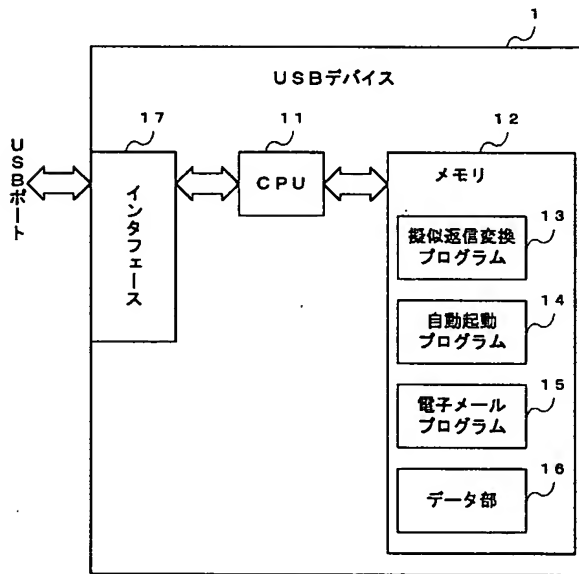 1
USBデバイス
17
11
12
USBポート
インタフェース
CPU
メモリ
13
擬似返信変換
プログラム
14
自動起動
プログラム
15
電子メール
プログラム
16
データ部